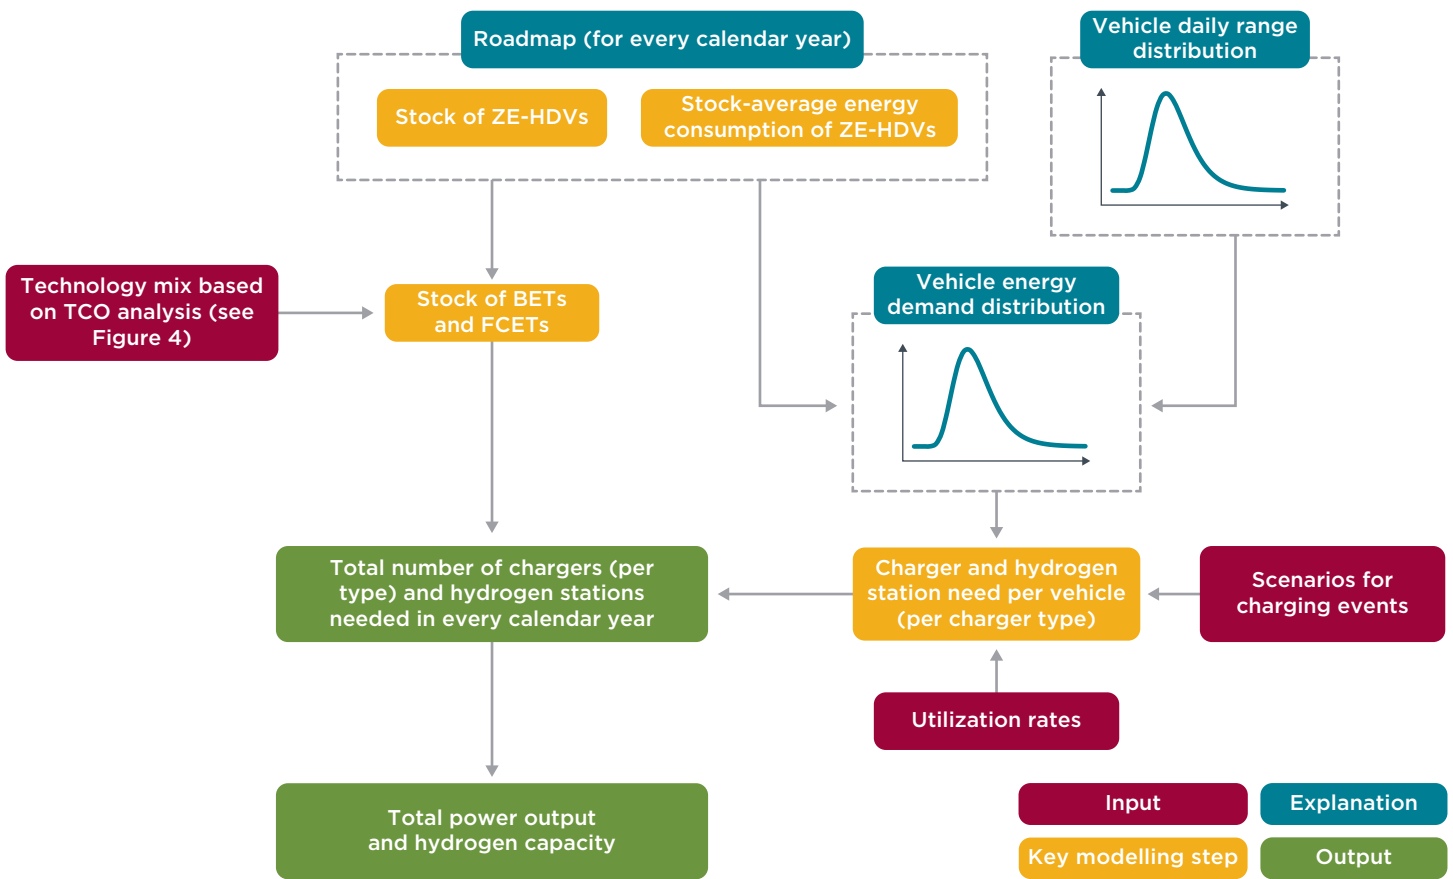 Roadmap (for every calendar year)
Stock of ZE-HDVs
Stock-average energy
consumption of ZE-HDVs
Vehicle daily range
distribution
Technology mix based
on TCO analysis (see
Figure 4)
Stock of BETs
and FCETs
Vehicle energy
demand distribution
Total number of chargers (per
type) and hydrogen stations
needed in every calendar year
Charger and hydrogen
station need per vehicle
(per charger type)
Scenarios for
charging events
Utilization rates
Total power output
and hydrogen capacity
Input
Explanation
Key modelling step
Output